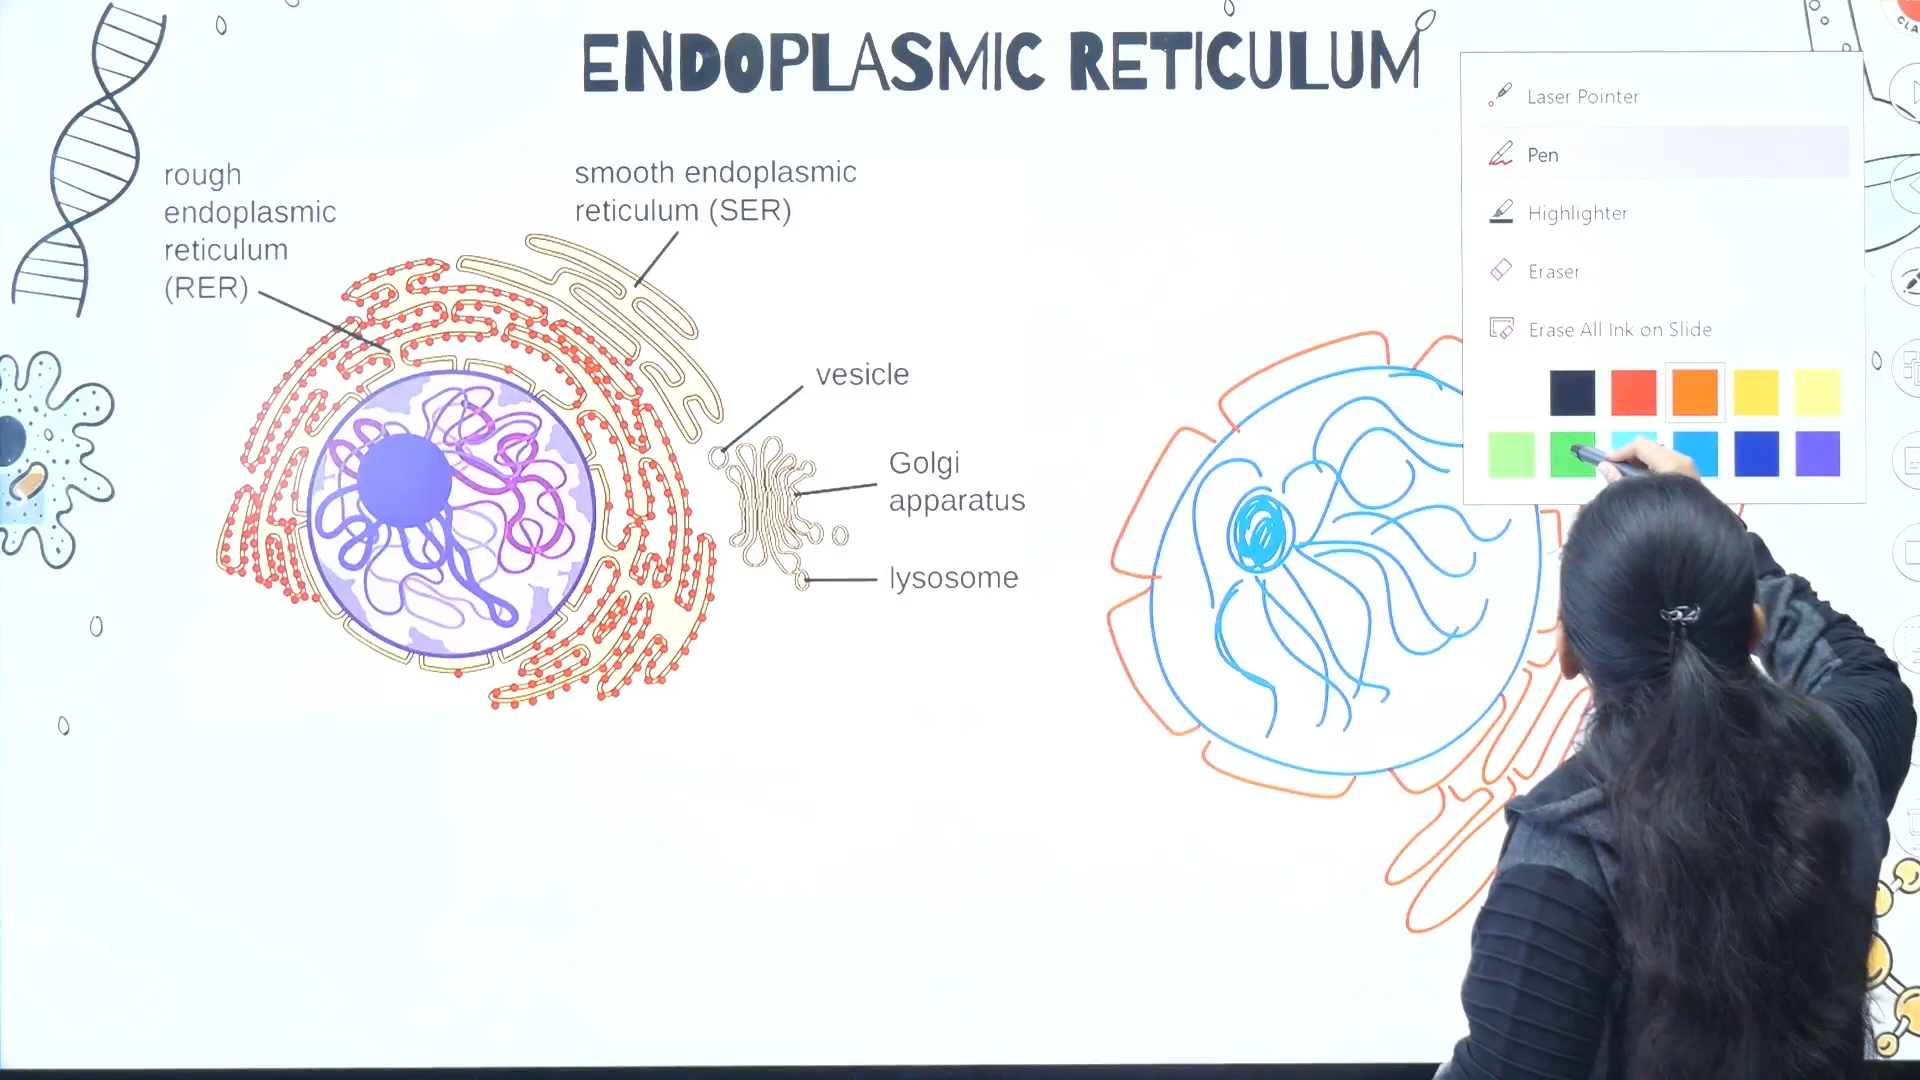 ENDOPLASMIC RETICULUM
rough
endoplasmic
reticulum
(RER)
smooth endoplasmic
reticulum (SER)
vesicle
Golgi
apparatus
lysosome
Laser Pointer
Pen
Highlighter
Eraser
Erase All Ink on Slide